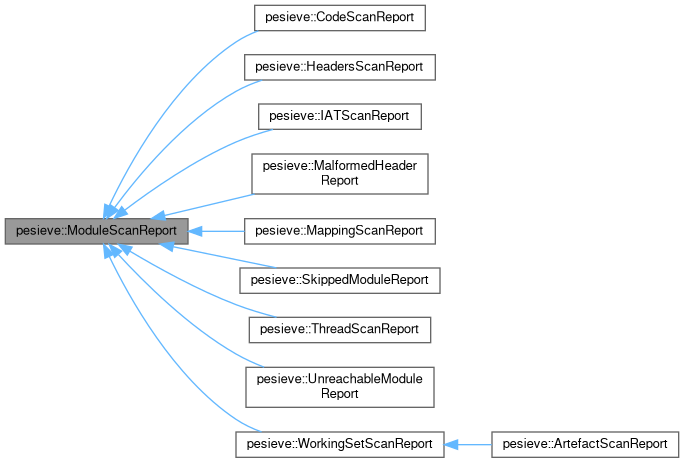 pesieve::CodeScanReport
pesieve::HeadersScanReport
pesieve::IATScanReport
pesieve::MalformedHeader
Report
pesieve::ModuleScanReport
pesieve::MappingScanReport
pesieve::SkippedModuleReport
pesieve::ThreadScanReport
pesieve::UnreachableModule
Report
pesieve::WorkingSetScanReport
pesieve::ArtefactScanReport